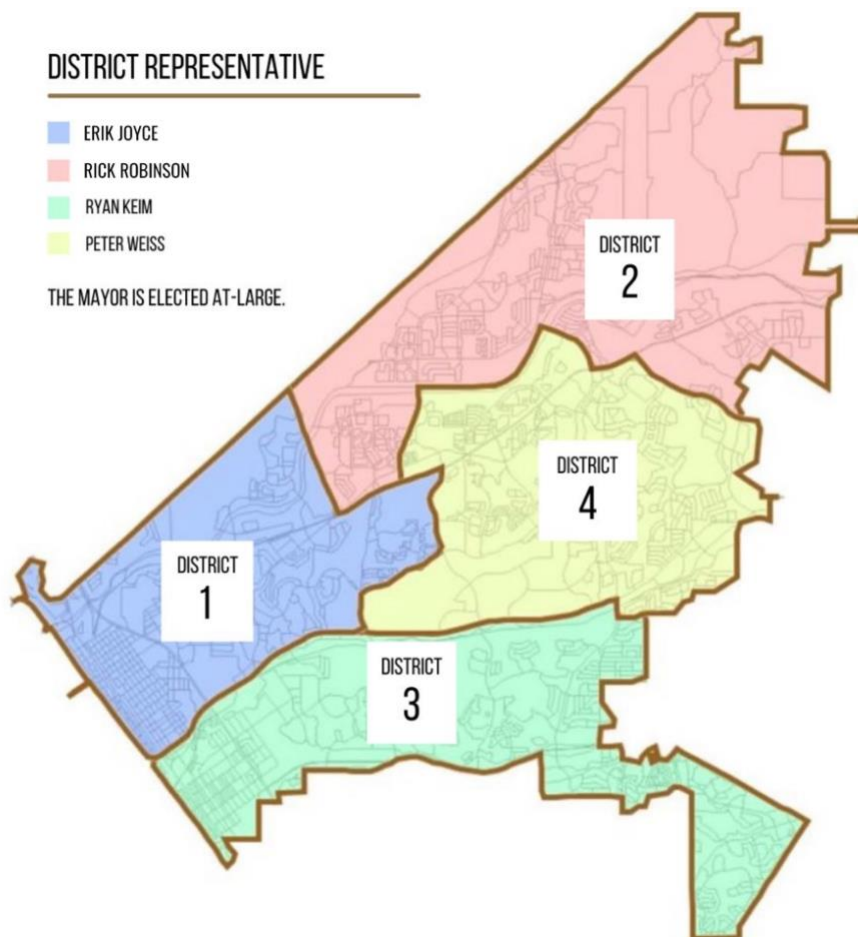 DISTRICT REPRESENTATIVE
ERIK JOYCE
RICK ROBINSON
RYAN KEIM
PETER WEISS
THE MAYOR IS ELECTED AT-LARGE.
DISTRICT
2
DISTRICT
4
DISTRICT
1
DISTRICT
3